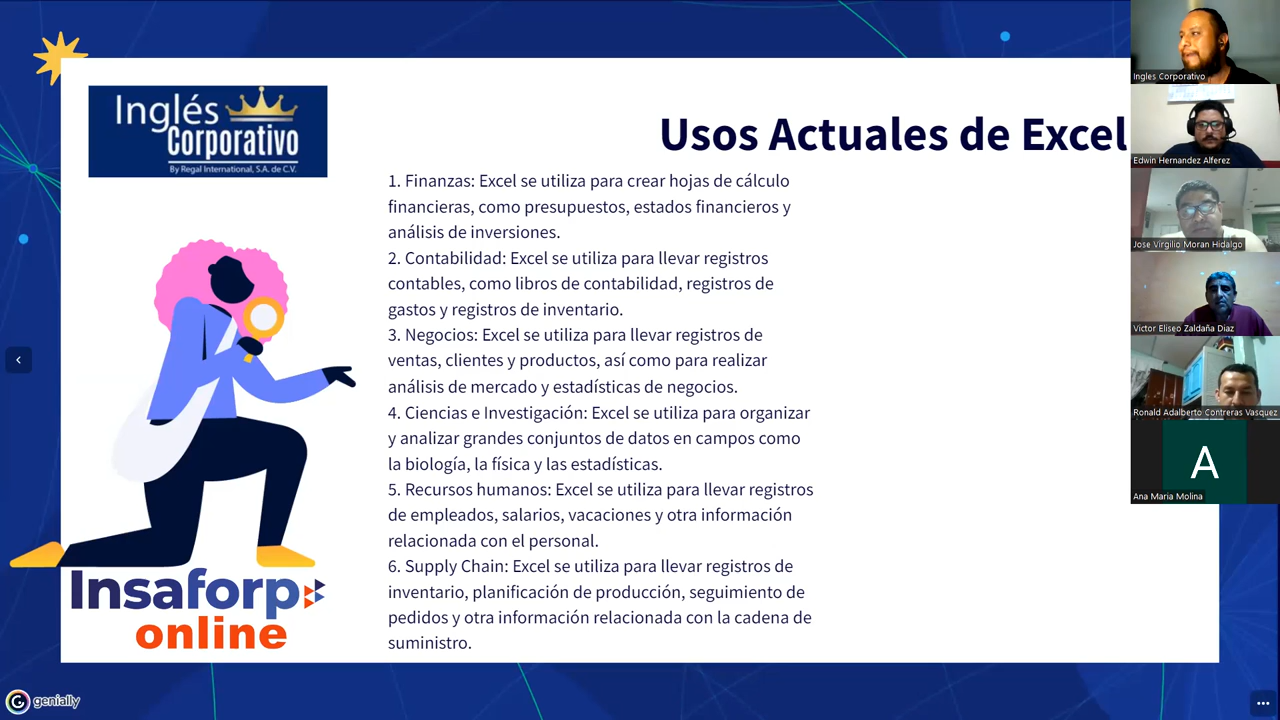 Inglés
Corporativo
By Regal International, S.A. de C.V.
Usos Actuales de Excel
1. Finanzas: Excel se utiliza para crear hojas de cálculo
financieras, como presupuestos, estados financieros y
análisis de inversiones.
2. Contabilidad: Excel se utiliza para llevar registros
contables, como libros de contabilidad, registros de
gastos y registros de inventario.
3. Negocios: Excel se utiliza para llevar registros de
ventas, clientes y productos, así como para realizar
análisis de mercado y estadísticas de negocios.
4. Ciencias e Investigación: Excel se utiliza para organizar
y analizar grandes conjuntos de datos en campos como
la biología, la física y las estadísticas.
5. Recursos humanos: Excel se utiliza para llevar registros
de empleados, salarios, vacaciones y otra información
relacionada con el personal.
6. Supply Chain: Excel se utiliza para llevar registros de
inventario, planificación de producción, seguimiento de
pedidos y otra información relacionada con la cadena de
suministro.
Insaforp
online
genially
Ingles Corporativo
Edwin Hernandez Alferez
Jose Virgilio Moran Hidalgo
Victor Eliseo Zaldaña Diaz
Ronald Adalberto Contreras Vasquez
A
Ana Maria Molina